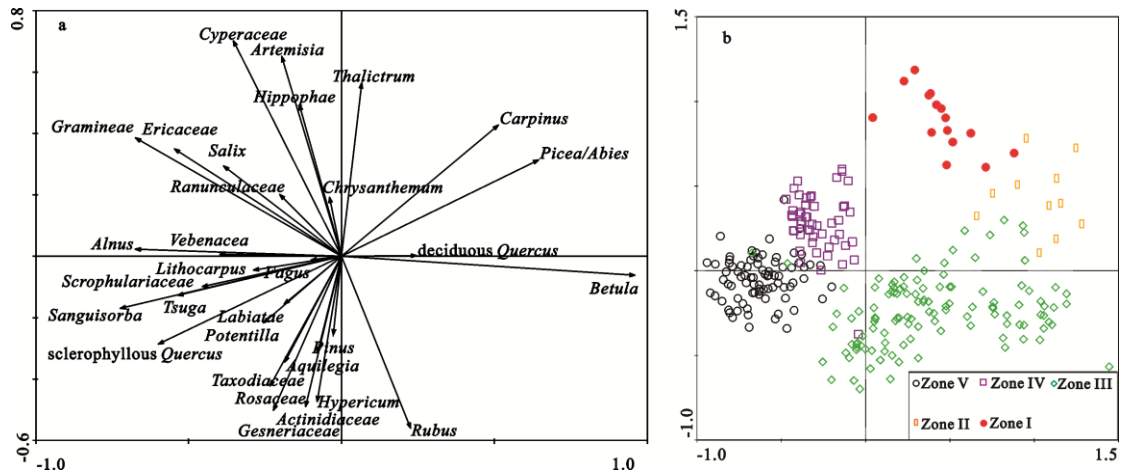 a
0.8
Cyperaceae
Artemisia
Thalictrum
Hippophae
Carpinus
Gramineae
Ericaceae
Picea/Abies
Salix
Ranunculaceae
Chrysanthemum
Alnus
Vebenacea
deciduous Quercus
Lithocarpus
Fagus
Scrophulariaceae
Betula
Tsuga
Sanguisorba
Labiatae
Potentilla
sclerophyllous Quercus
Pinus
Aquilegia
Taxodiaceae
Rosaceae
Hypericum
Actinidiaceae
Gesneriaceae
Rubus
-0.6
-1.0
1.0
b
1.5
Zone V
Zone IV
Zone III
Zone II
Zone I
-1.0
-1.0
1.5